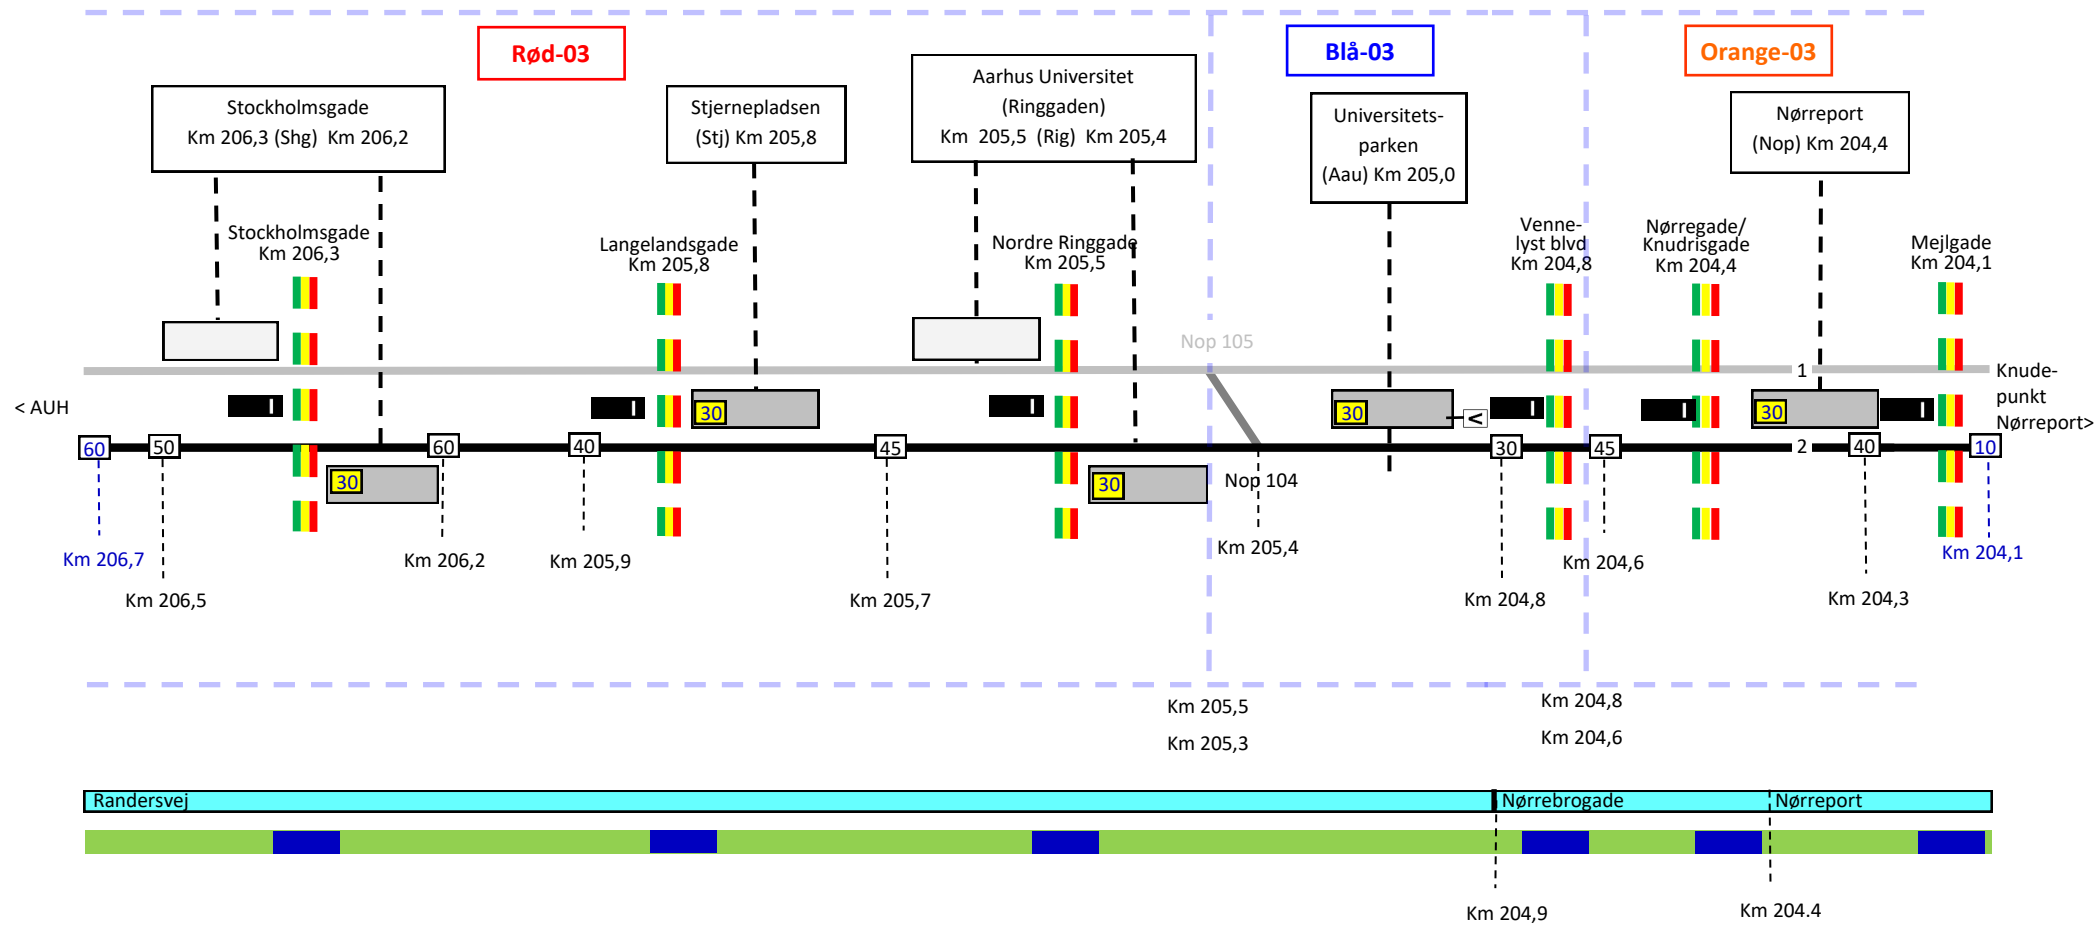 Rød-03
Blå-03
Orange-03
Stockholmsgade
Km 206,3 (Shg)  Km 206,2
Stjernepladsen
(Stj) Km 205,8
Aarhus Universitet
(Ringgaden)
Km  205,5  (Rig)  Km 205,4
Universitets-
parken
(Aau) Km 205,0
Nørreport
(Nop) Km 204,4
Stockholmsgade
Km 206,3
Langelandsgade
Km 205,8
Nordre Ringgade
Km 205,5
Venne-
lyst blvd
Km 204,8
Nørregade/
Knudrisgade
Km 204,4
Mejlgade
Km 204,1
Nop 105
1
Knude-
punkt
Nørreport>
< AUH
30
30
<
30
60
50
60
40
45
30
45
2
40
10
30
30
Nop 104
Km 206,7
Km 206,5
Km 206,2
Km 205,9
Km 205,7
Km 205,4
Km 204,8
Km 204,6
Km 204,3
Km 204,1
Km 205,5
Km 205,3
Km 204,8
Km 204,6
Randersvej
Nørrebrogade
Nørreport
Km 204,9
Km 204.4